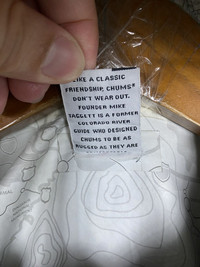 LIKE A CLASSIC
FRIENDSHIP, CHUMS®
DON'T WEAR OUT.
FOUNDER MIKE
TAGGETT IS A FORMER
COLORADO RIVER
GUIDE WHO DESIGNED
CHUMS TO BE AS
RUGGED AS THEY ARE